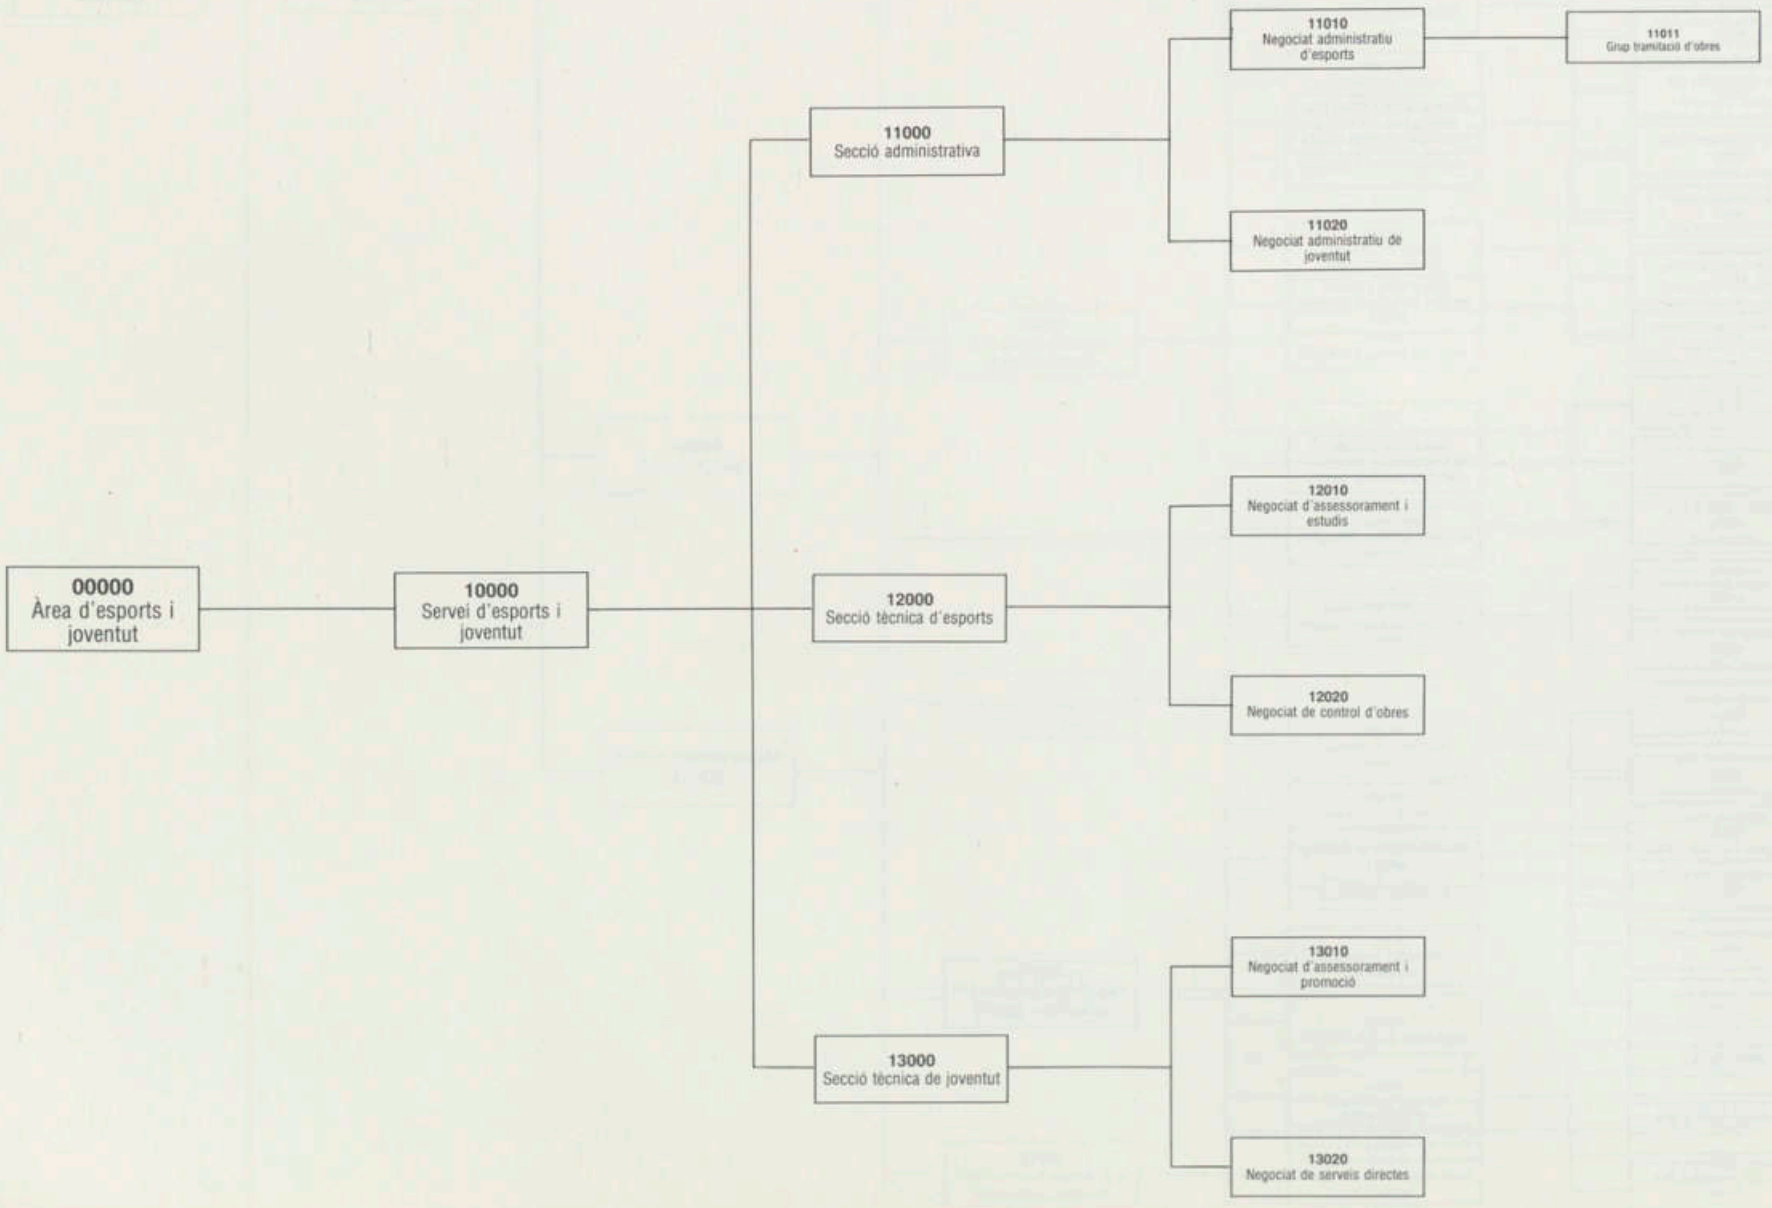 00000
Àrea d'esports i
joventut
10000
Servei d'esports i
joventut
11000
Secció administrativa
11010
Negociat administratiu
d'esports
11011
Grup tramitació d'obres
11020
Negociat administratiu de
joventut
12000
Secció tècnica d'esports
12010
Negociat d'assessorament i
estudis
12020
Negociat de control d'obres
13000
Secció tècnica de joventut
13010
Negociat d'assessorament i
promoció
13020
Negociat de serveis directes